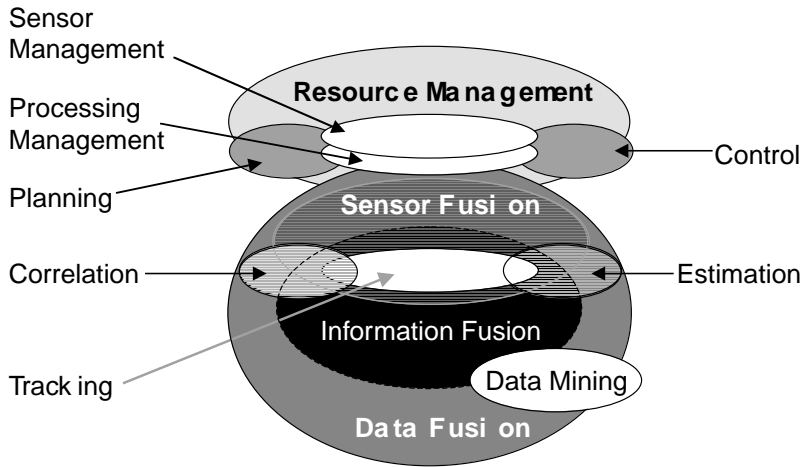 Sensor
Management
Resource Management
Processing
Management
Control
Planning
Sensor Fusion
Correlation
Estimation
Information Fusion
Tracking
Data Mining
Data Fusion